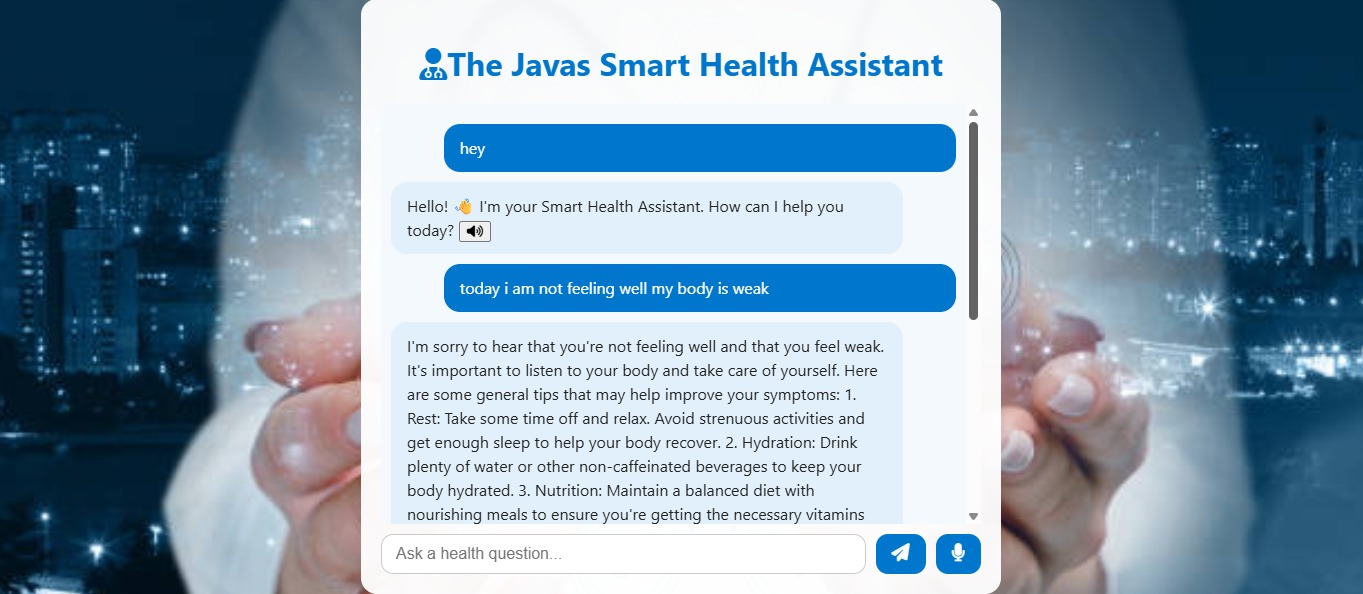 The Javas Smart Health Assistant
hey
Hello! 👋 I'm your Smart Health Assistant. How can I help you
today?
today i am not feeling well my body is weak
I'm sorry to hear that you're not feeling well and that you feel weak.
It's important to listen to your body and take care of yourself. Here
are some general tips that may help improve your symptoms: 1.
Rest: Take some time off and relax. Avoid strenuous activities and
get enough sleep to help your body recover. 2. Hydration: Drink
plenty of water or other non-caffeinated beverages to keep your
body hydrated. 3. Nutrition: Maintain a balanced diet with
nourishing meals to ensure you're getting the necessary vitamins
Ask a health question...